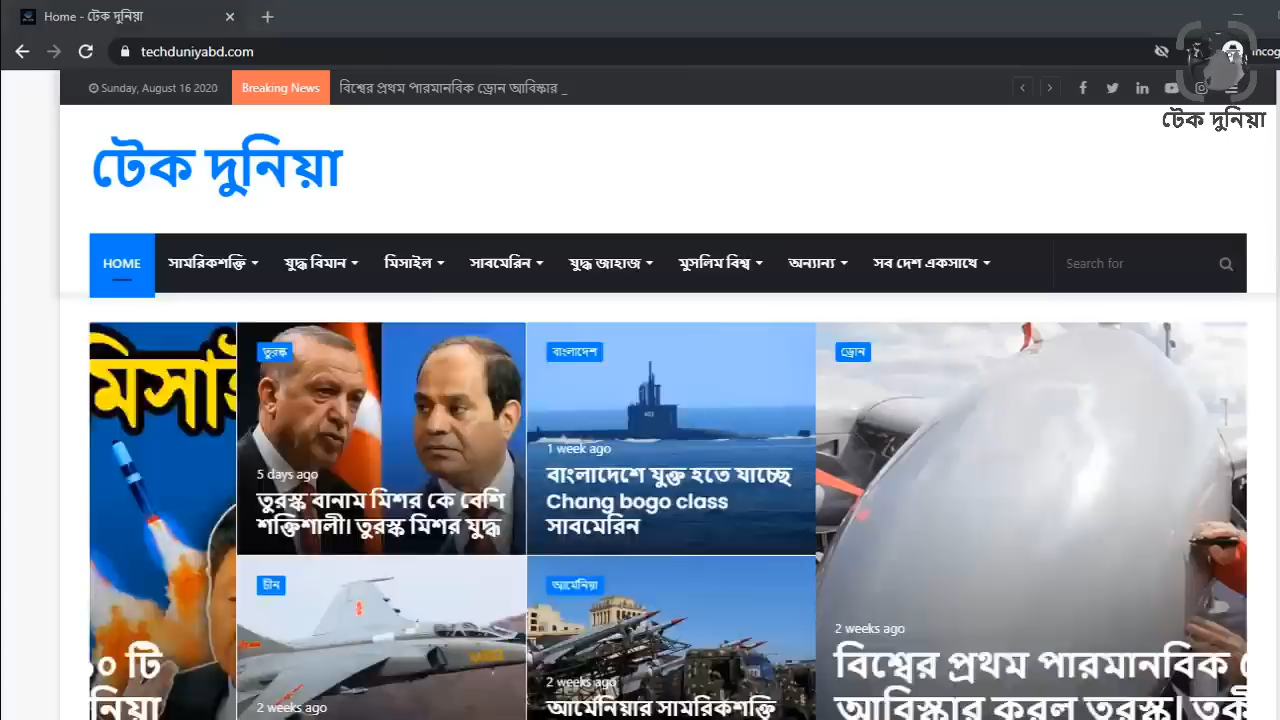 Home - টেক দুনিয়া
techduniyabd.com
Sunday, August 16 2020
Breaking News
বিশ্বের প্রথম পারমানবিক ড্রোন আবিস্কার _
টেক দুনিয়া
টেক দুনিয়া
HOME
সামরিকশক্তি
যুদ্ধ বিমান
মিসাইল
সাবমেরিন
যুদ্ধ জাহাজ
মুসলিম বিশ্ব
অন্যান্য
সব দেশ একসাথে
Search for
তুরস্ক
5 days ago
তুরস্ক বানাম মিশর কে বেশি
শক্তিশালী। তুরস্ক মিশর যুদ্ধ
বাংলাদেশ
1 week ago
বাংলাদেশে যুক্ত হতে যাচ্ছে
Chang bogo class
সাবমেরিন
ড্রোন
2 weeks ago
বিশ্বের প্রথম পারমানবিক
আবিস্কার করল তুরস্ক।
চীন
2 weeks ago
আর্মেনিয়া
2 weeks ago
আর্মেনিয়ার সামরিকশক্তি
টি